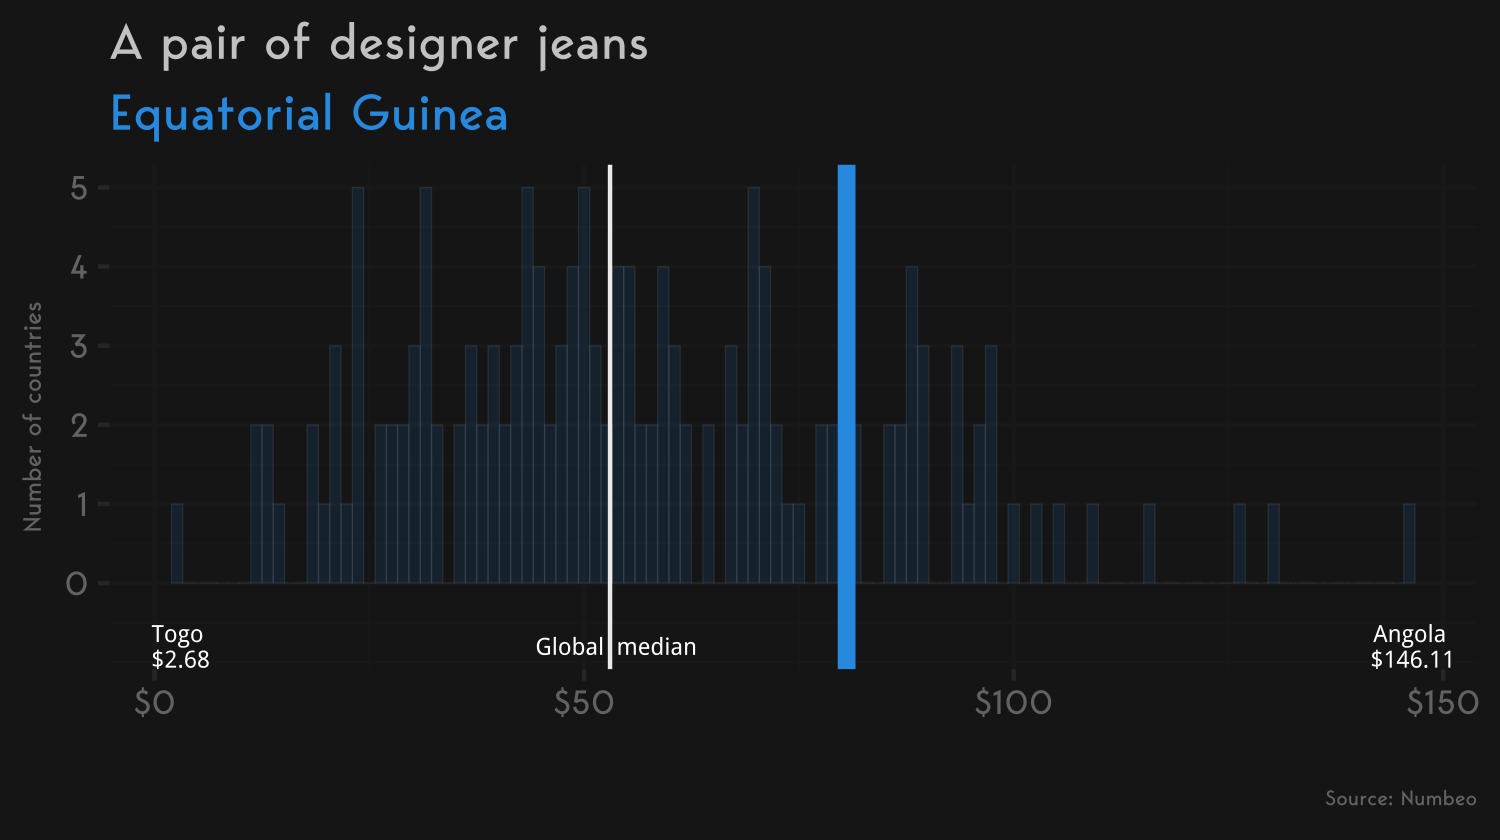 A pair of designer jeans
Equatorial Guinea
Number of countries
5
4
3
2
1
0
Togo
$2.68
Global median
Angola
$146.11
$0
$50
$100
$150
Source: Numbeo